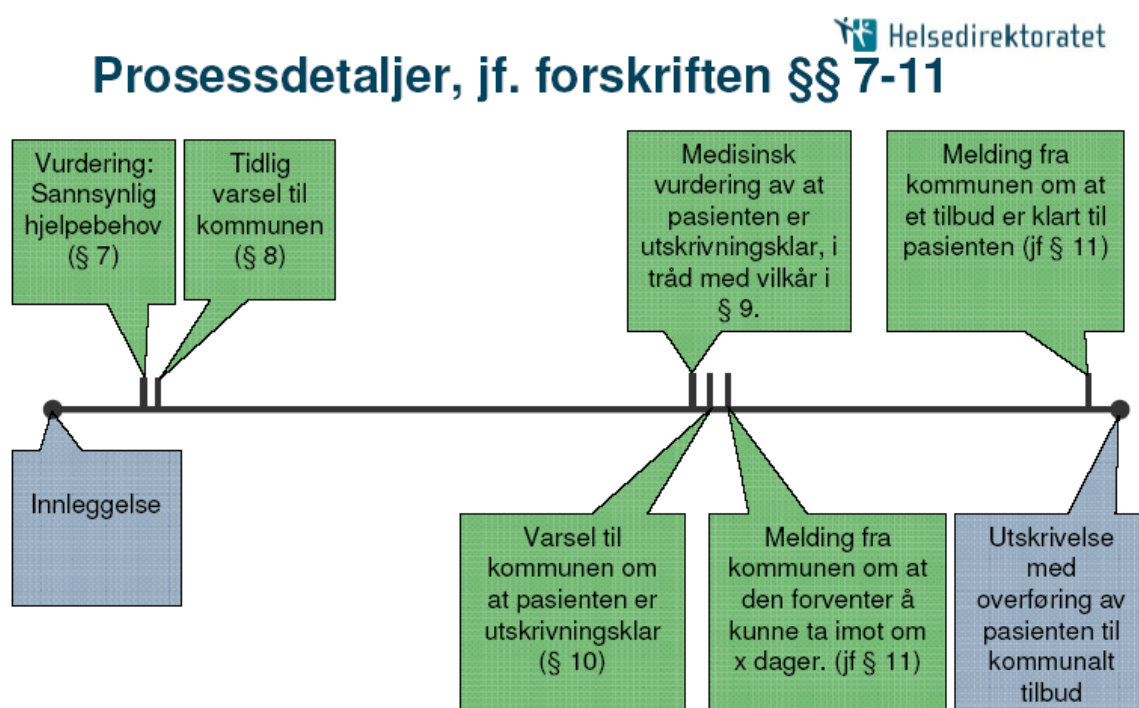 Helsedirektoratet
Prosessdetaljer, jf. forskriften §§ 7-11
Vurdering:
Sannsynlig
hjelpebehov
(§ 7)
Tidlig
varsel til
kommunen
(§ 8)
Medisinsk
vurdering av at
pasienten er
utskrivningsklar, i
tråd med vilkår i
§ 9.
Melding fra
kommunen om at
et tilbud er klart til
pasienten (jf § 11)
Innleggelse
Varsel til
kommunen om
at pasienten er
utskrivningsklar
(§ 10)
Melding fra
kommunen om at
den forventer å
kunne ta imot om
x dager. (jf § 11)
Utskrivelse
med
overføring av
pasienten til
kommunalt
tilbud